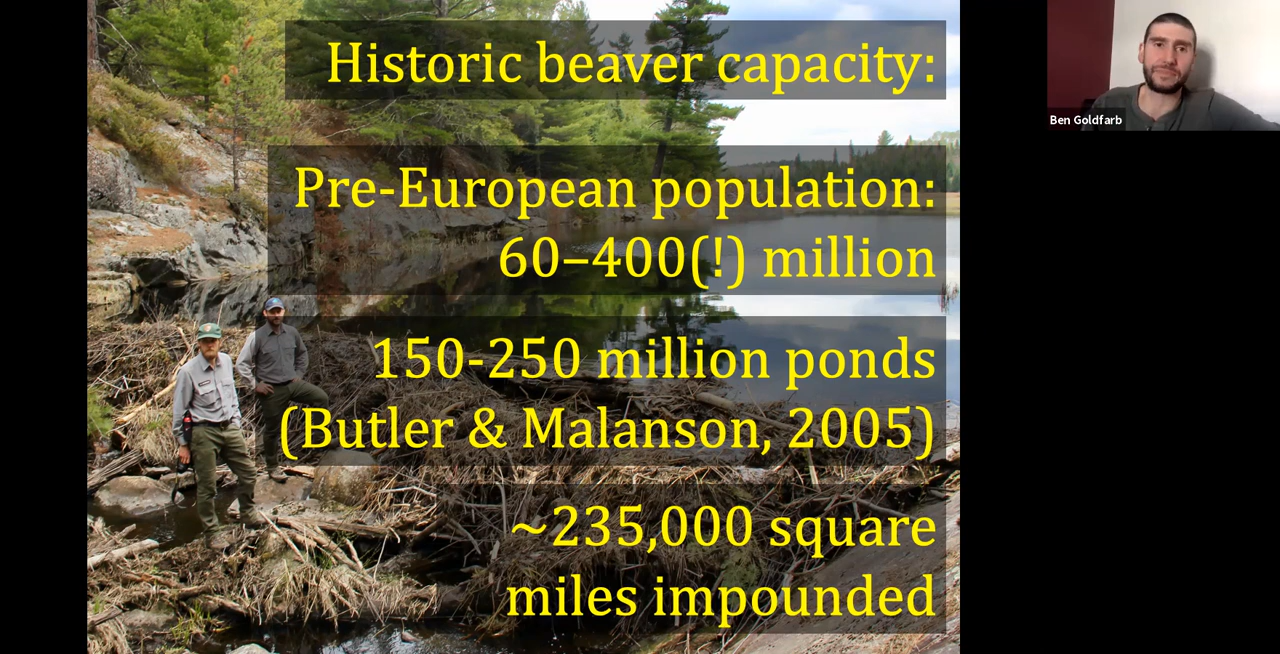 Historic beaver capacity:
Pre-European population:
60–400(!) million
150-250 million ponds
(Butler & Malanson, 2005)
~235,000 square
miles impounded
Ben Goldfarb